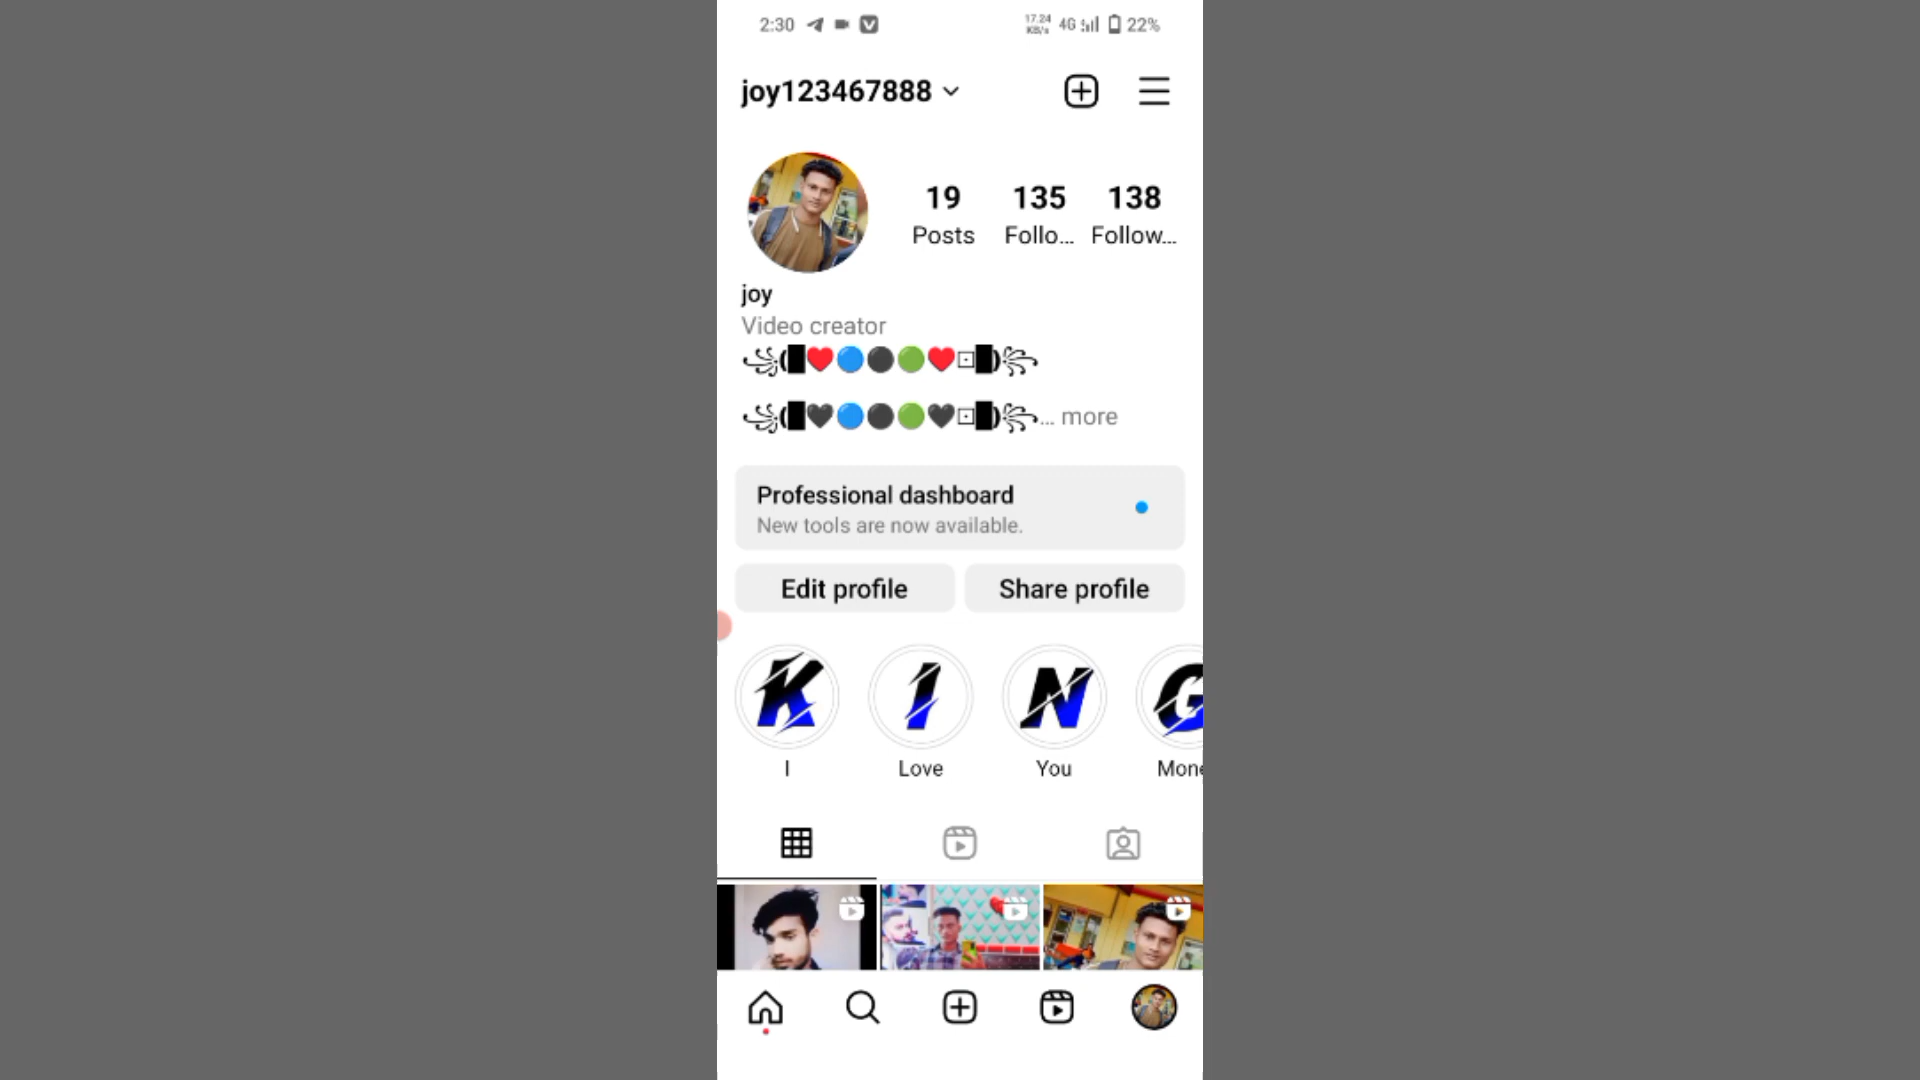 2:30 17.24 KB/s 4G 22%
joy123467888
19 135 138
Posts Follo... Follow...
joy
Video creator
꧁(█♥️🔵⚫🟢♥️⚀█)꧂
꧁(█🖤🔵⚫🟢🖤⚀█)꧂... more
Professional dashboard
New tools are now available.
Edit profile Share profile
K I N G
I Love You Mone